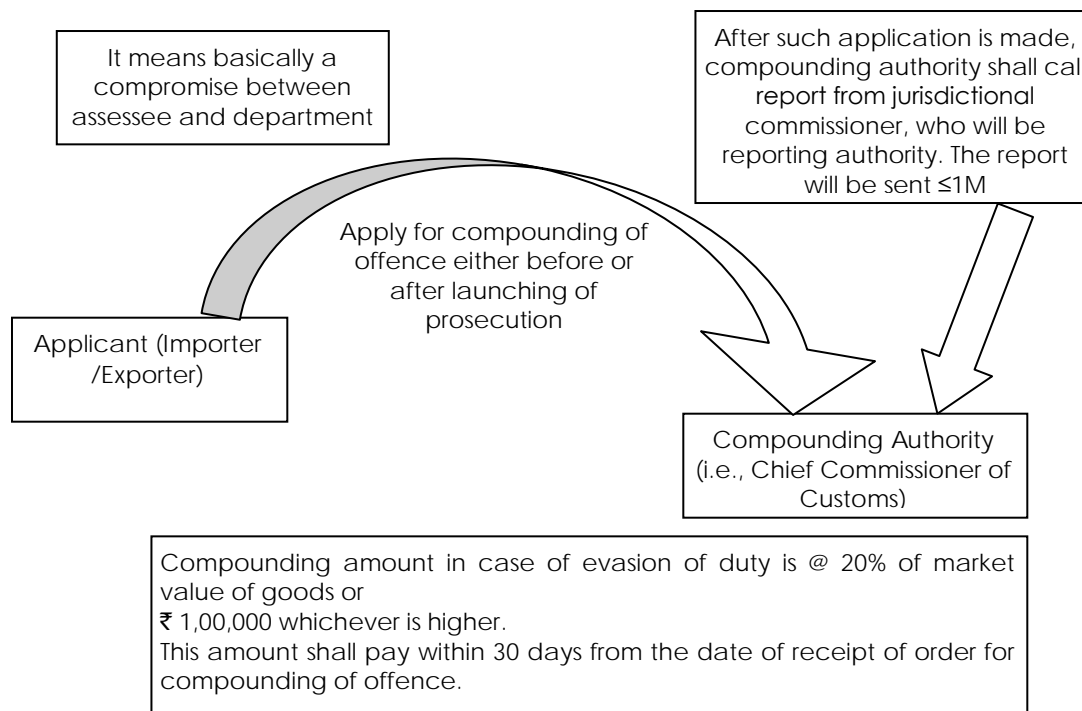 It means basically a
compromise between
assessee and department
After such application is made,
compounding authority shall cal
report from jurisdictional
commissioner, who will be
reporting authority. The report
will be sent ≤1M
Apply for compounding of
offence either before or
after launching of
prosecution
Applicant (Importer
/Exporter)
Compounding Authority
(i.e., Chief Commissioner of
Customs)
Compounding amount in case of evasion of duty is @ 20% of market
value of goods or
₹ 1,00,000 whichever is higher.
This amount shall pay within 30 days from the date of receipt of order for
compounding of offence.